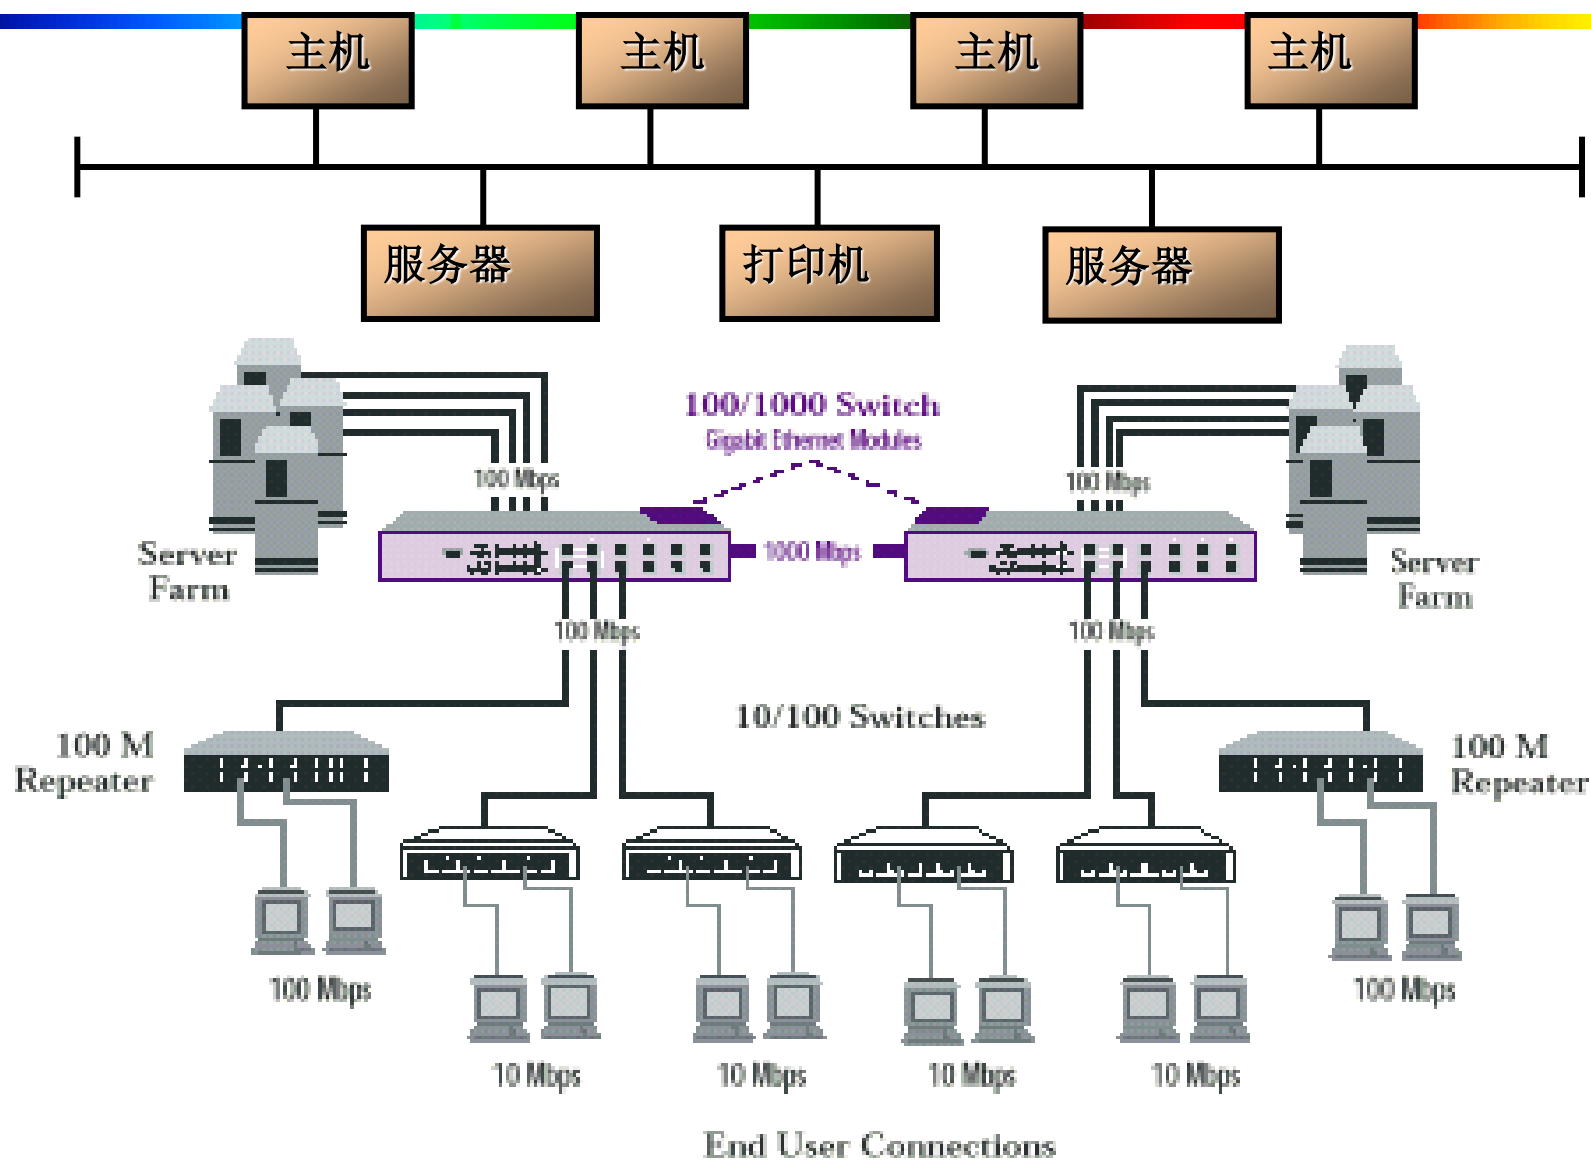 主机
主机
主机
主机
服务器
打印机
服务器
100/1000 Switch
Gigabit Ethernet Modules
100 Mbps
100 Mbps
Server
Farm
1000 Mbps
Server
Farm
100 Mbps
100 Mbps
10/100 Switches
100 M
Repeater
100 M
Repeater
100 Mbps
100 Mbps
10 Mbps
10 Mbps
10 Mbps
10 Mbps
End User Connections